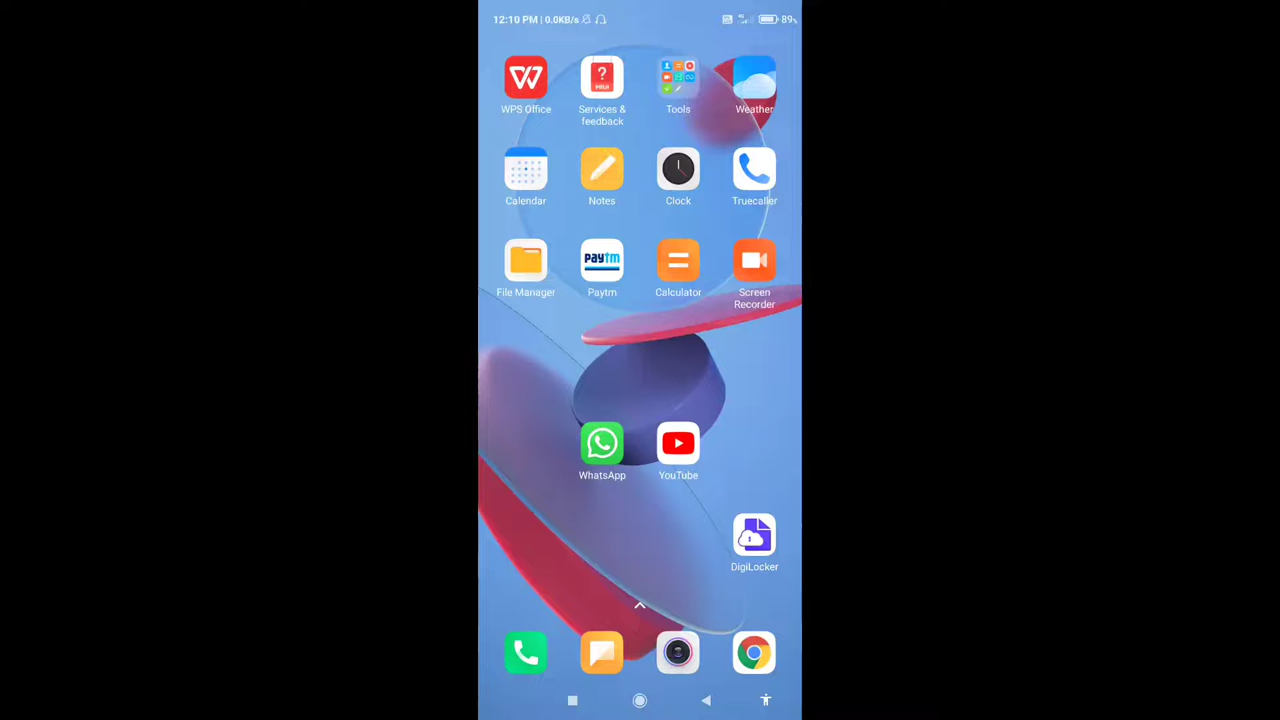 12:10 PM | 0.0KB/s 89%
WPS Office Services & feedback Tools Weather
MIUI
Calendar Notes Clock Truecaller
paytm
File Manager Paytm Calculator Screen Recorder
WhatsApp YouTube
DigiLocker